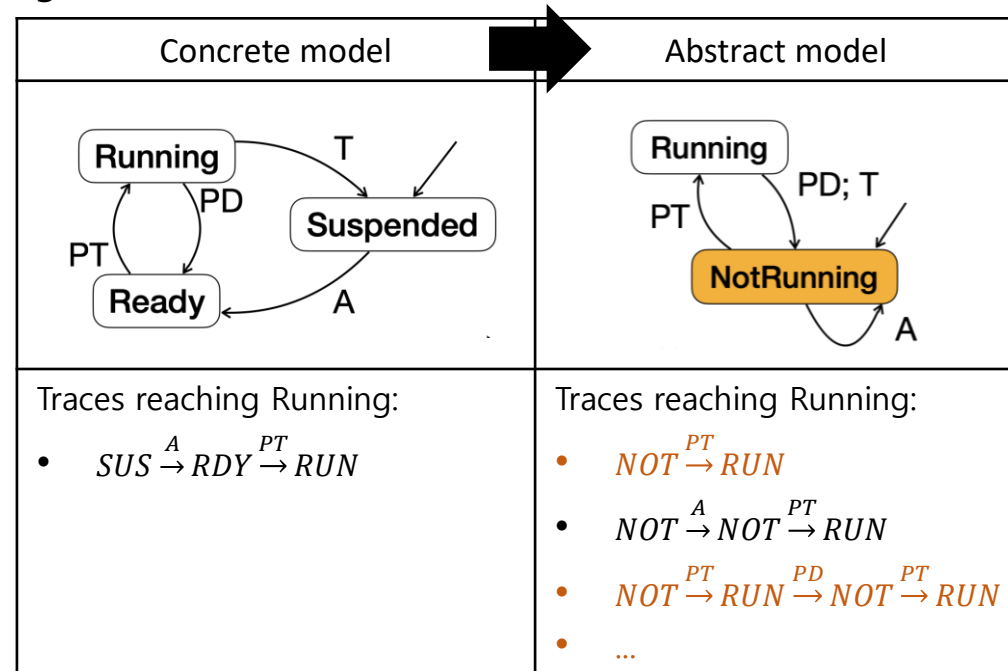 Concrete model
Abstract model
Running
T
PD
Suspended
PT
Ready
A
Running
PD; T
PT
NotRunning
A
Traces reaching Running:
• SUS →^A RDY →^PT RUN
Traces reaching Running:
• NOT →^PT RUN
• NOT →^A NOT →^PT RUN
• NOT →^PT RUN →^PD NOT →^PT RUN
• ...